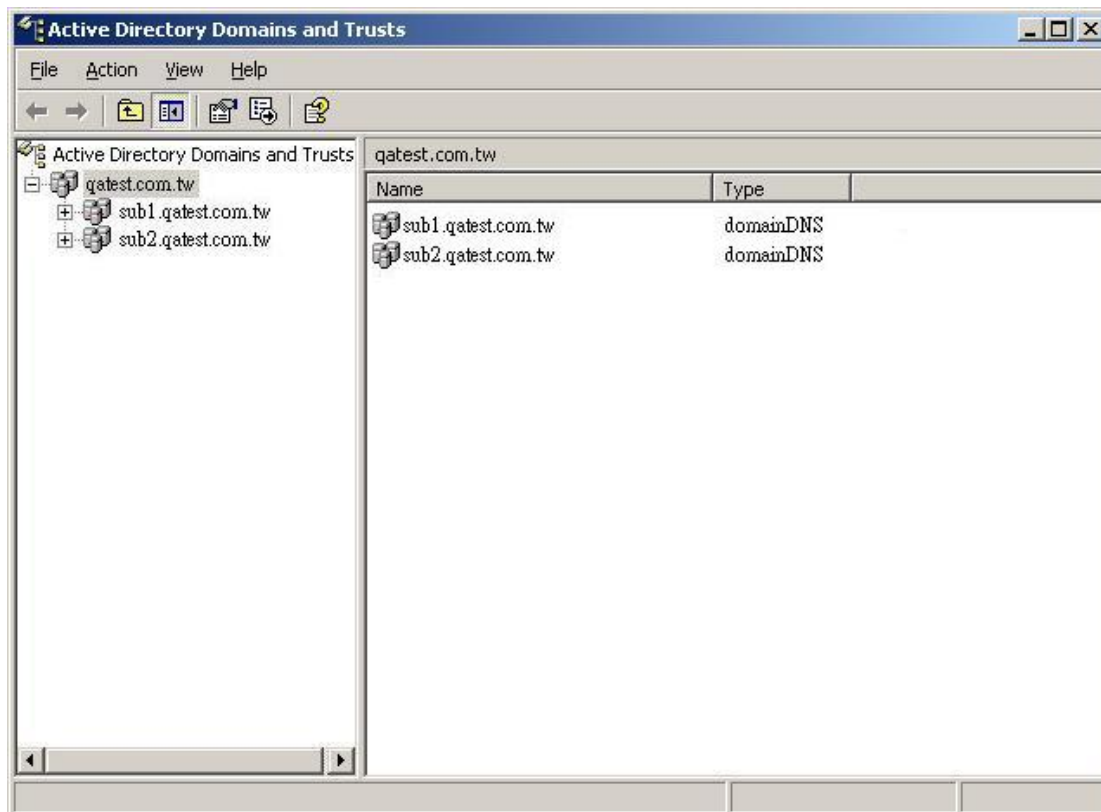 Active Directory Domains and Trusts
File Action View Help
Active Directory Domains and Trusts
qatest.com.tw
sub1.qatest.com.tw
sub2.qatest.com.tw
qatest.com.tw
Name Type
sub1.qatest.com.tw domainDNS
sub2.qatest.com.tw domainDNS